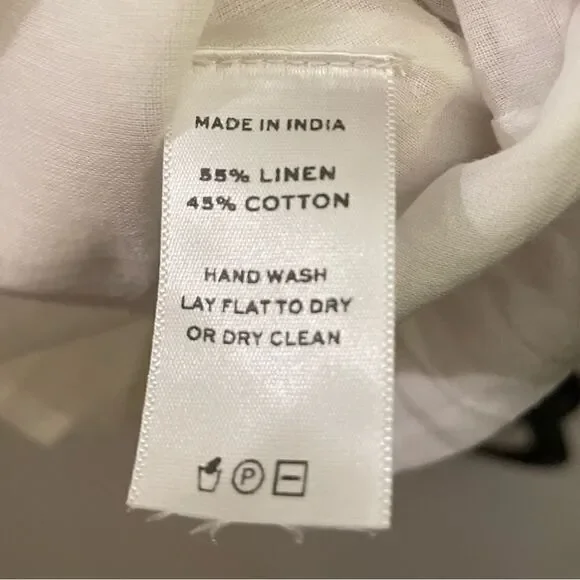 MADE IN INDIA
55% LINEN
45% COTTON
HAND WASH
LAY FLAT TO DRY
OR DRY CLEAN
P